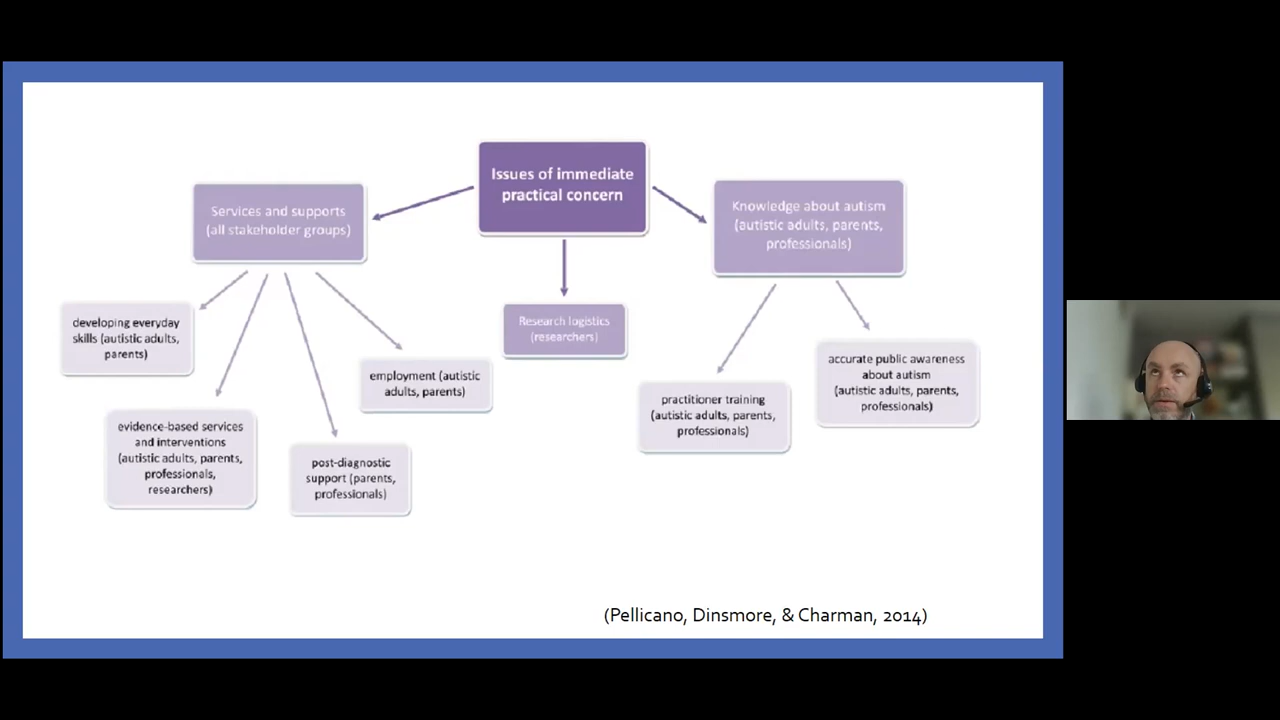 Issues of immediate
practical concern
Services and supports
(all stakeholder groups)
Knowledge about autism
(autistic adults, parents,
professionals)
developing everyday
skills (autistic adults,
parents)
evidence-based services
and interventions
(autistic adults, parents,
professionals,
researchers)
post-diagnostic
support (parents,
professionals)
employment (autistic
adults, parents)
Research logistics
(researchers)
practitioner training
(autistic adults, parents,
professionals)
accurate public awareness
about autism
(autistic adults, parents,
professionals)
(Pellicano, Dinsmore, & Charman, 2014)